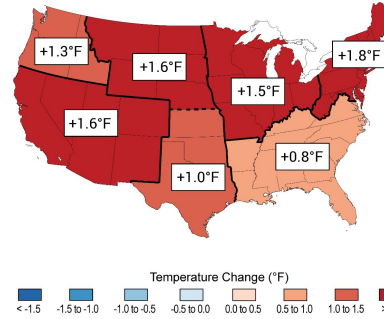 +1.3°F
+1.8°F
+1.6°F
+1.5°F
+1.6°F
+0.8°F
+1.0°F
Temperature Change (°F)
< -1.5 -1.5 to -1.0 -1.0 to -0.5 -0.5 to 0.0 0.0 to 0.5 0.5 to 1.0 1.0 to 1.5 >